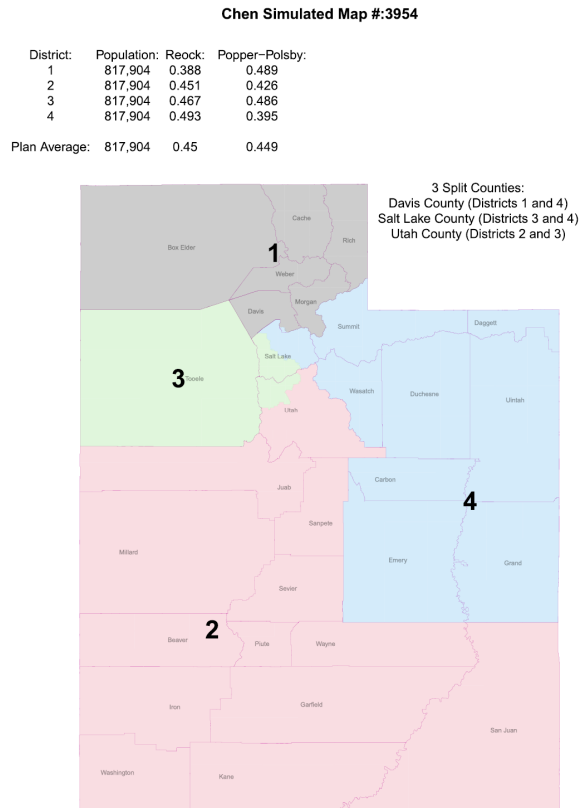 Chen Simulated Map #:3954
District: Population: Reock: Popper−Polsby:
1 817,904 0.388 0.489
2 817,904 0.451 0.426
3 817,904 0.467 0.486
4 817,904 0.493 0.395
Plan Average: 817,904 0.45 0.449
3 Split Counties:
Davis County (Districts 1 and 4)
Salt Lake County (Districts 3 and 4)
Utah County (Districts 2 and 3)
Cache
Rich
Box Elder
1
Weber
Morgan
Davis
Summit
Daggett
Salt Lake
3
Tooele
Wasatch
Duchesne
Uintah
Utah
Carbon
Juab
4
Sanpete
Millard
Emery
Grand
Sevier
2
Beaver
Piute
Wayne
Iron
Garfield
San Juan
Washington
Kane